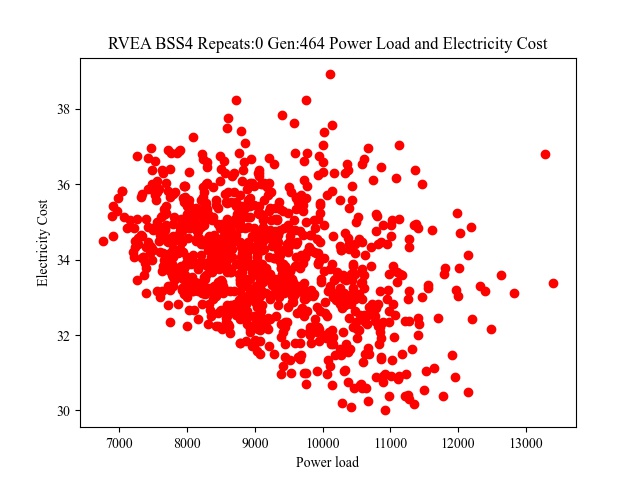 RVEA BSS4 Repeats:0 Gen:464 Power Load and Electricity Cost
Electricity Cost
38
36
34
32
30
7000 8000 9000 10000 11000 12000 13000
Power load